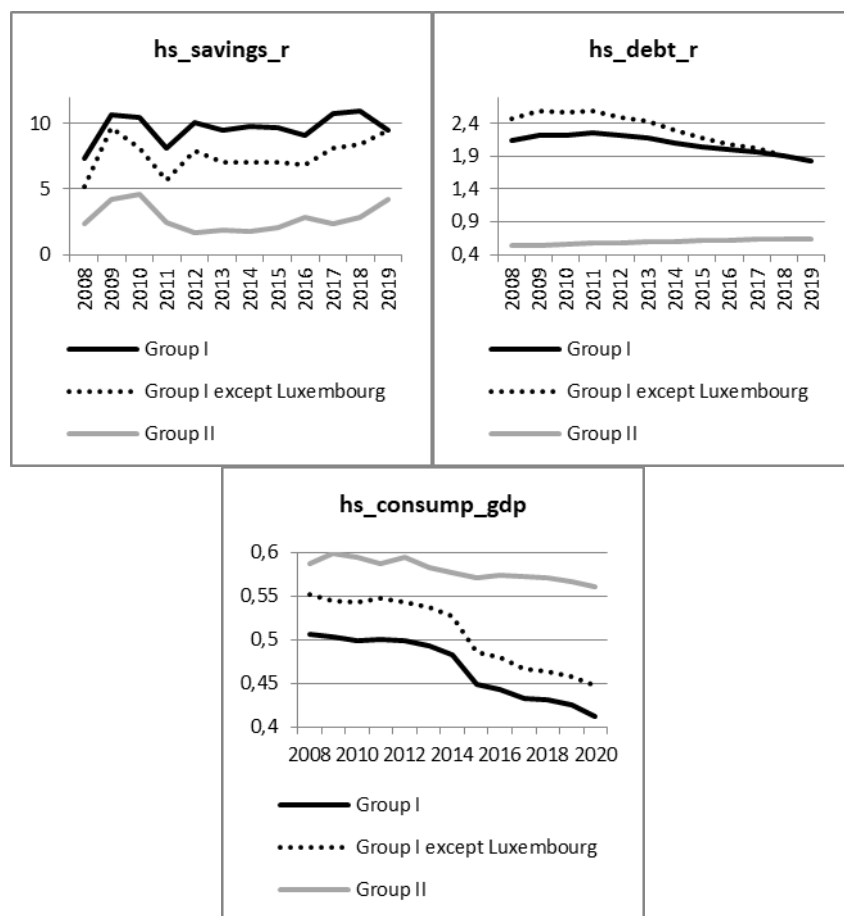 hs_savings_r
10
5
0
2008 2009 2010 2011 2012 2013 2014 2015 2016 2017 2018 2019
Group I
Group I except Luxembourg
Group II
hs_debt_r
2,4
1,9
1,4
0,9
0,4
2008 2009 2010 2011 2012 2013 2014 2015 2016 2017 2018 2019
Group I
Group I except Luxembourg
Group II
hs_consump_gdp
0,6
0,55
0,5
0,45
0,4
2008 2010 2012 2014 2016 2018 2020
Group I
Group I except Luxembourg
Group II